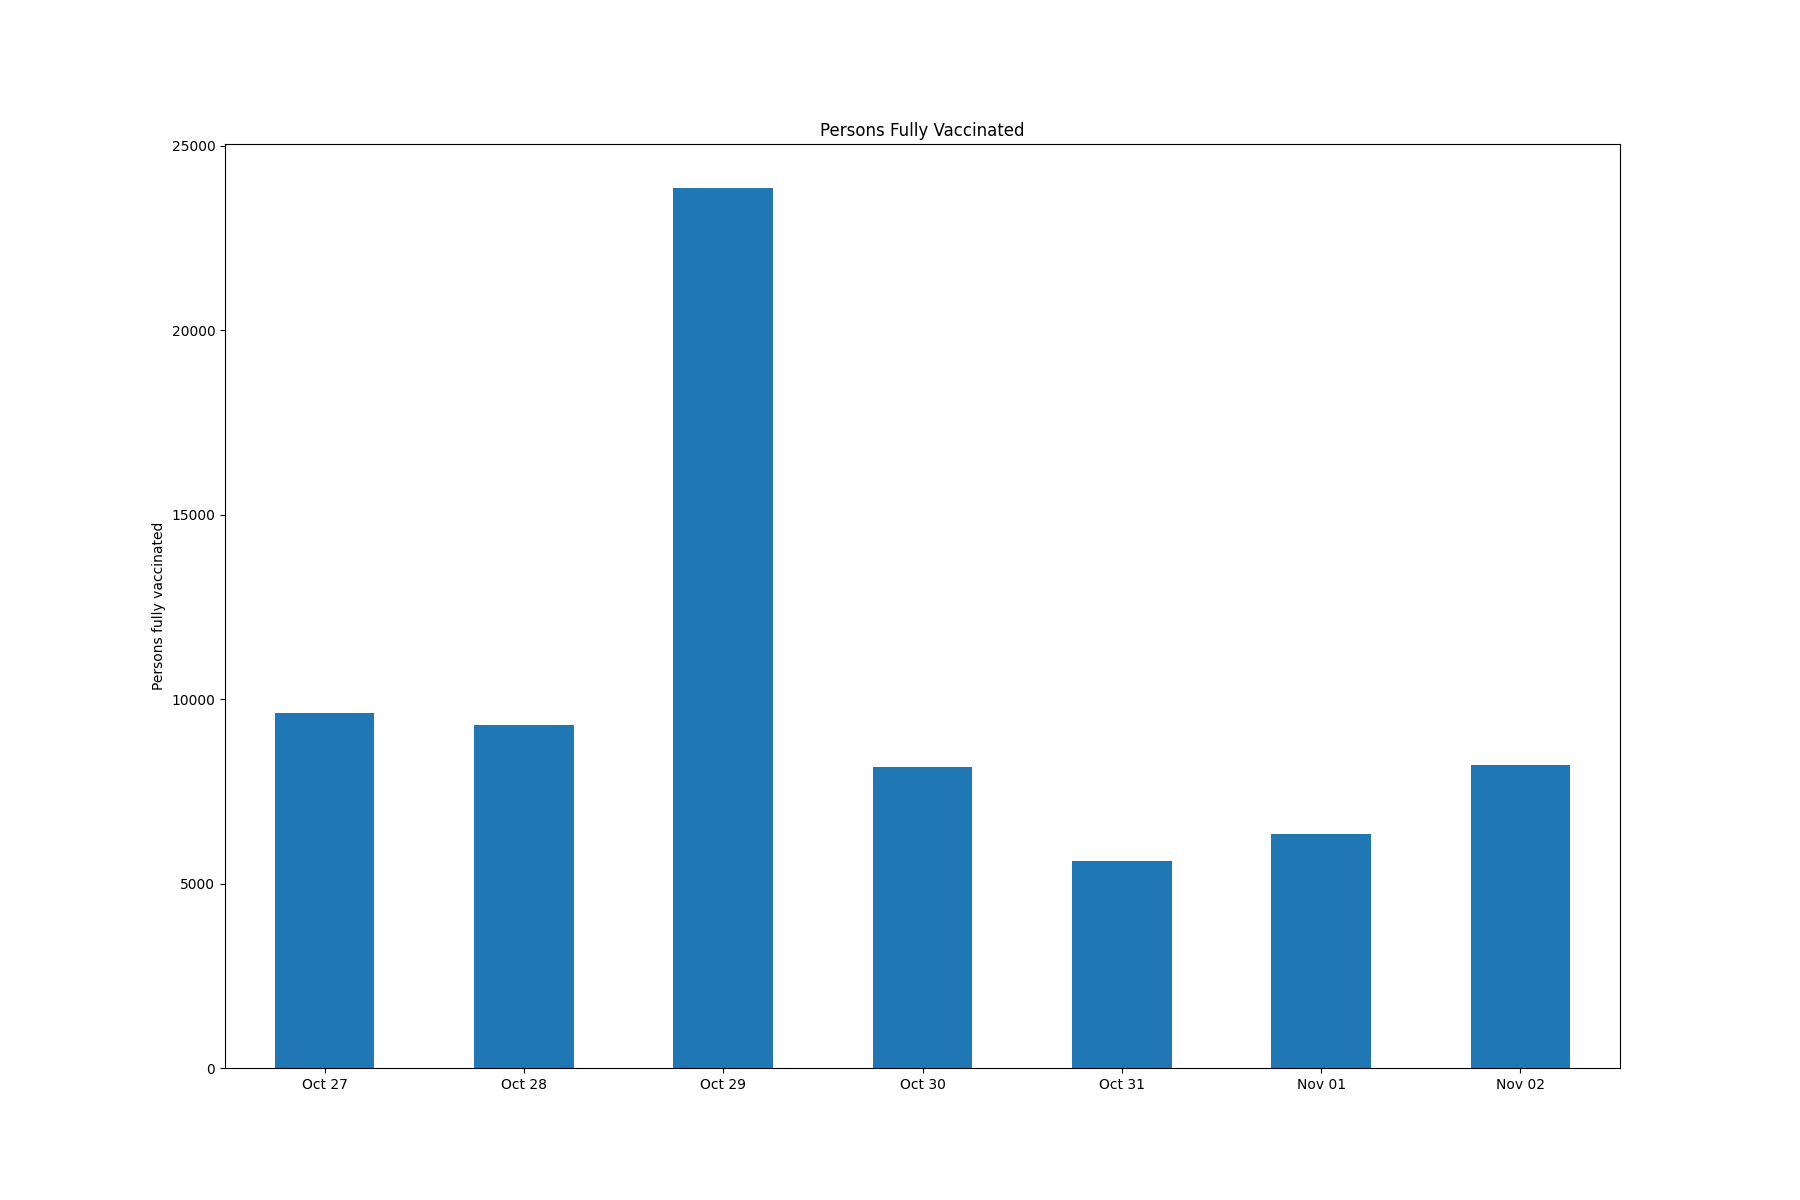 Persons Fully Vaccinated
25000
20000
15000
10000
5000
0
Persons fully vaccinated
Oct 27 Oct 28 Oct 29 Oct 30 Oct 31 Nov 01 Nov 02